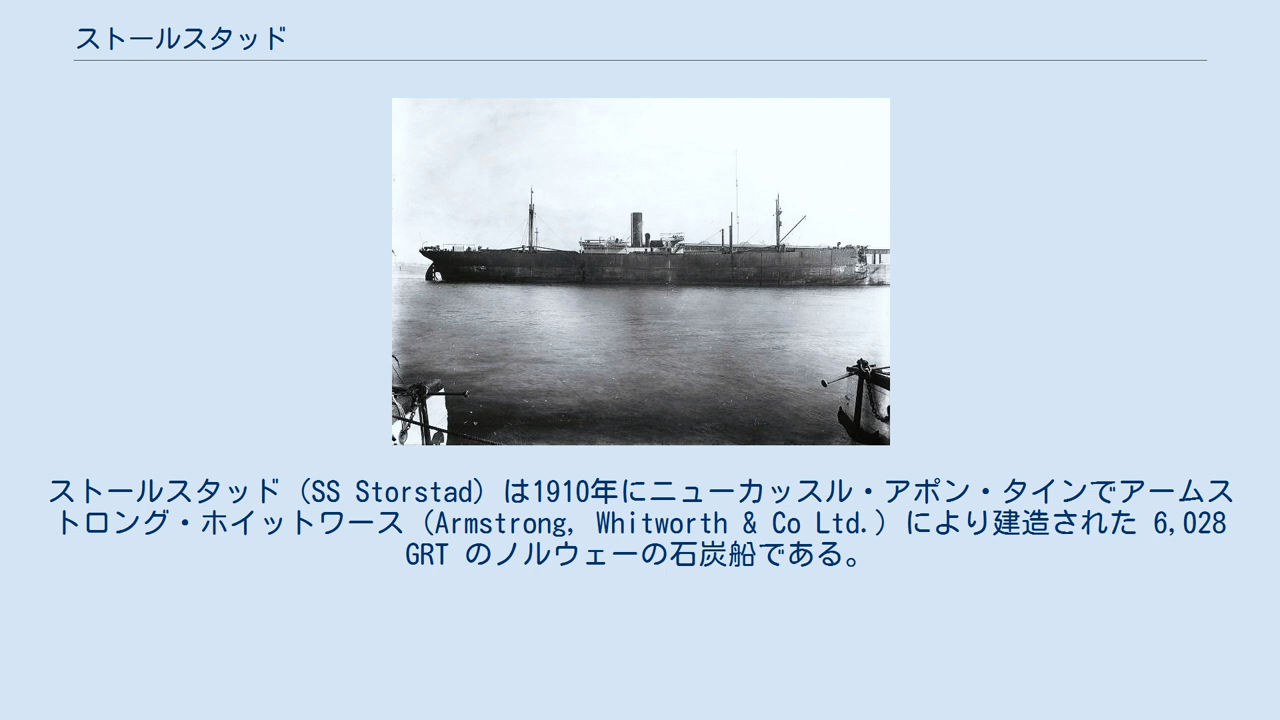 ストールスタッド
ストールスタッド（SS Storstad）は1910年にニューカッスル・アポン・タインでアームス
トロング・ホイットワース（Armstrong, Whitworth & Co Ltd.）により建造された 6,028
GRT のノルウェーの石炭船である。